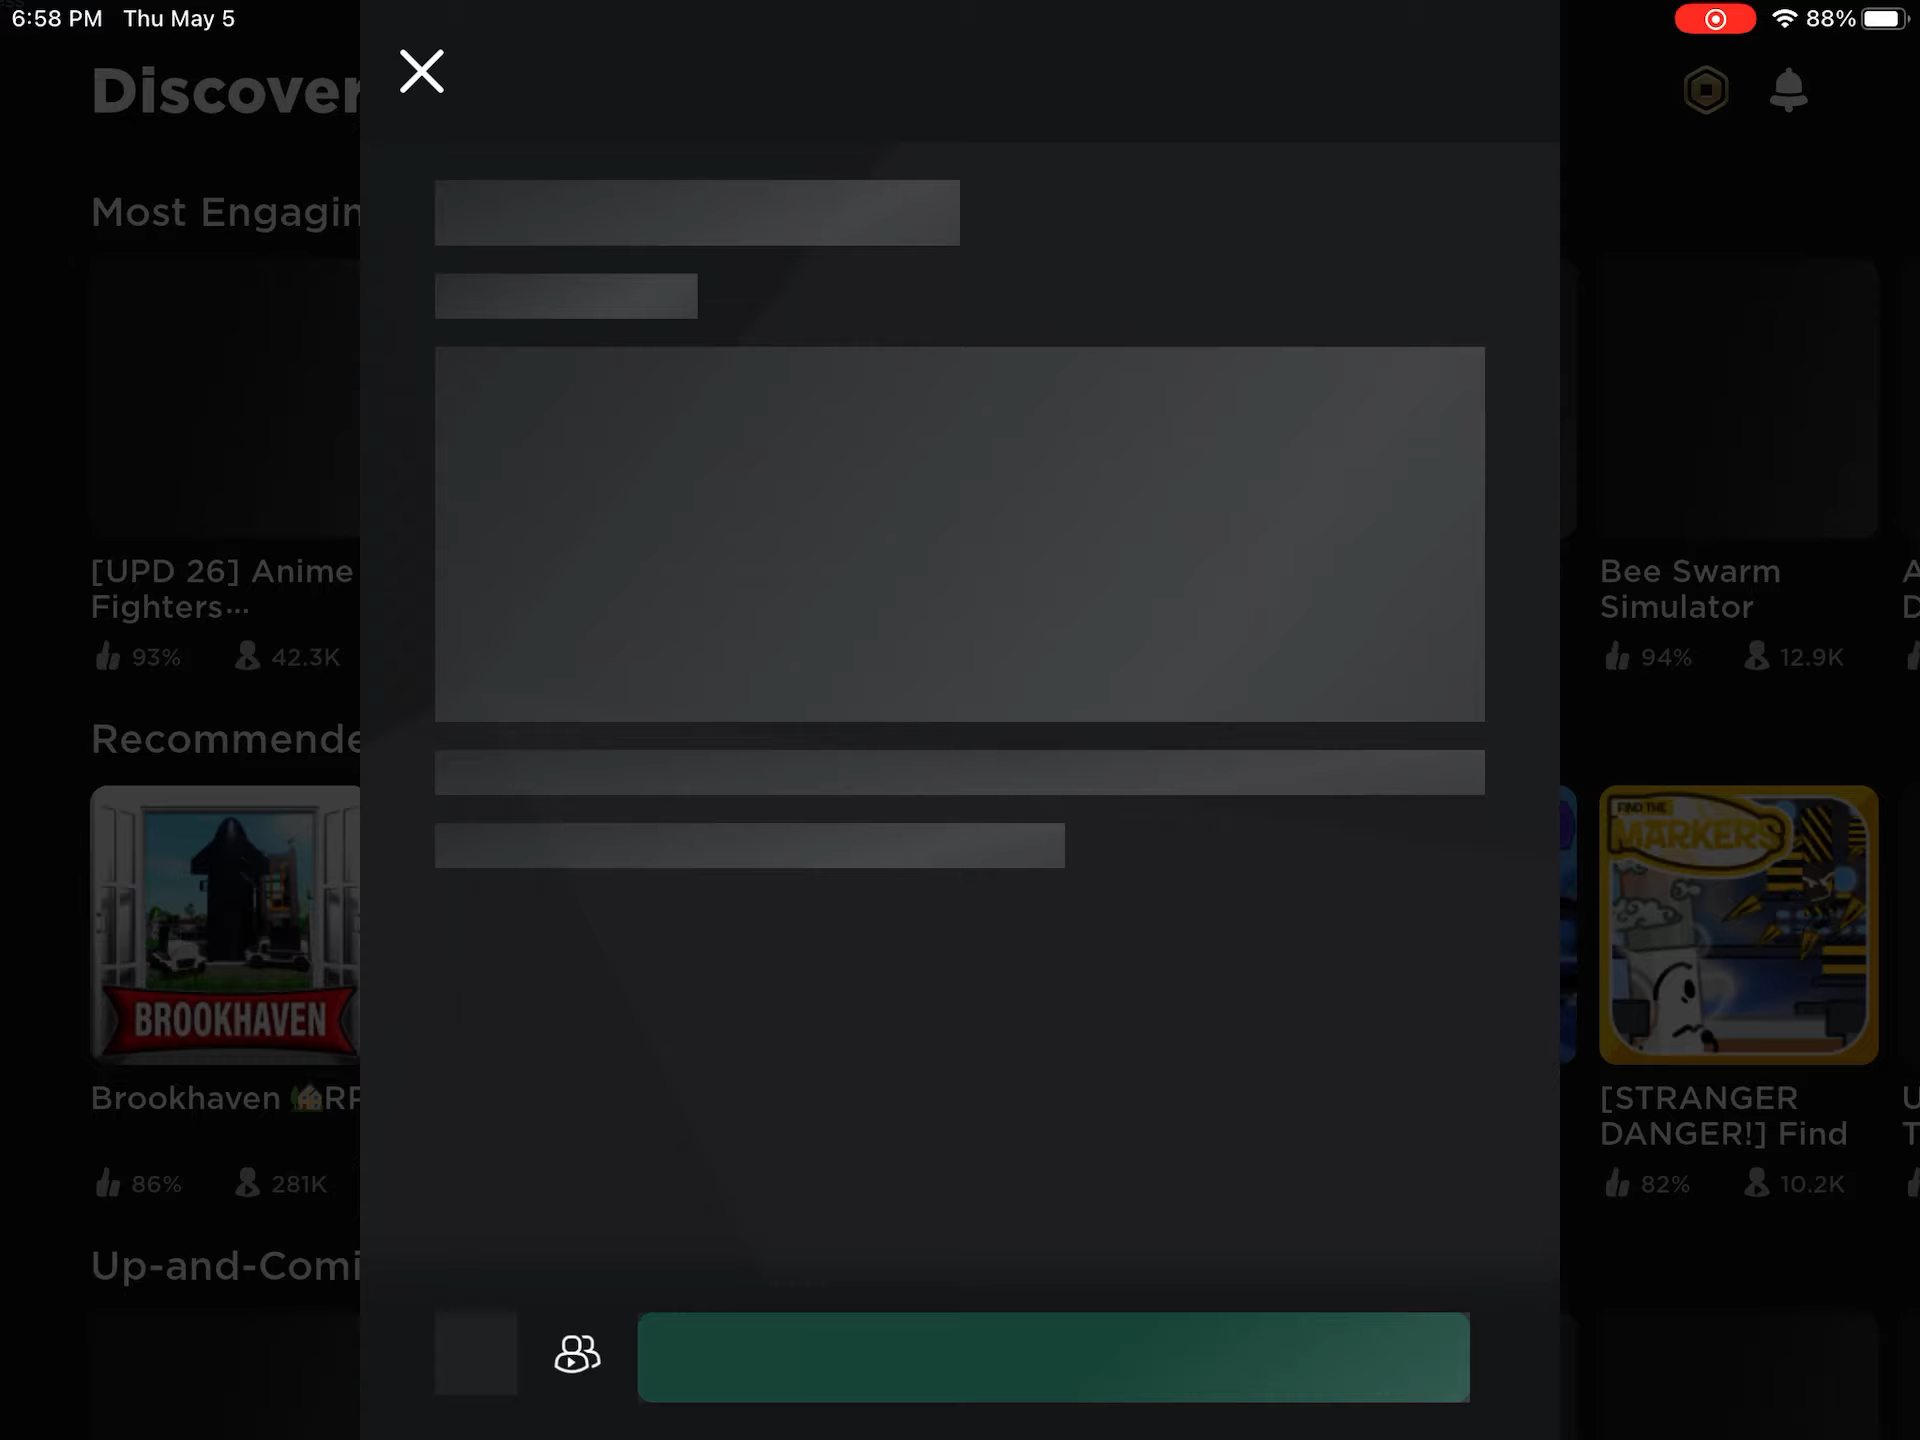 6:58 PM Thu May 5
88%
Discover
Most Engagin
[UPD 26] Anime
Fighters...
93% 42.3K
Bee Swarm
Simulator
94% 12.9K
A
D
Recommende
BROOKHAVEN
Brookhaven 🏡RP
86% 281K
FIND THE
MARKERS
[STRANGER
DANGER!] Find
82% 10.2K
U
T
Up-and-Comi